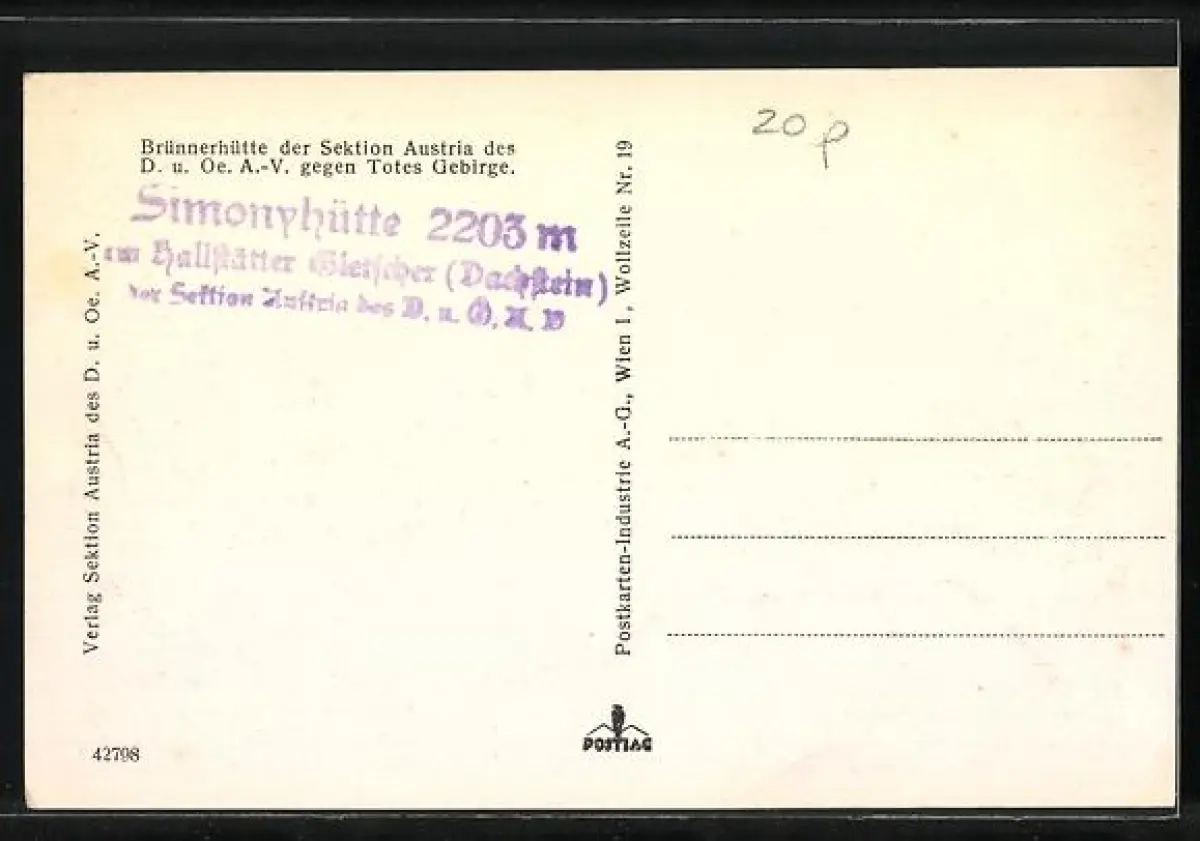 Brünnerhütte der Sektion Austria des
D. u. Oe. A.-V. gegen Totes Gebirge.
Simonyhütte 2203 m
am Hallstätter Gletscher (Dachstein)
der Sektion Austria des D. u. Ö. A. V
Verlag Sektion Austria des D. u. Oe. A.-V.
42798
Postkarten-Industrie A.-G., Wien I, Wollzeile Nr. 19
POSTIAG
20 p